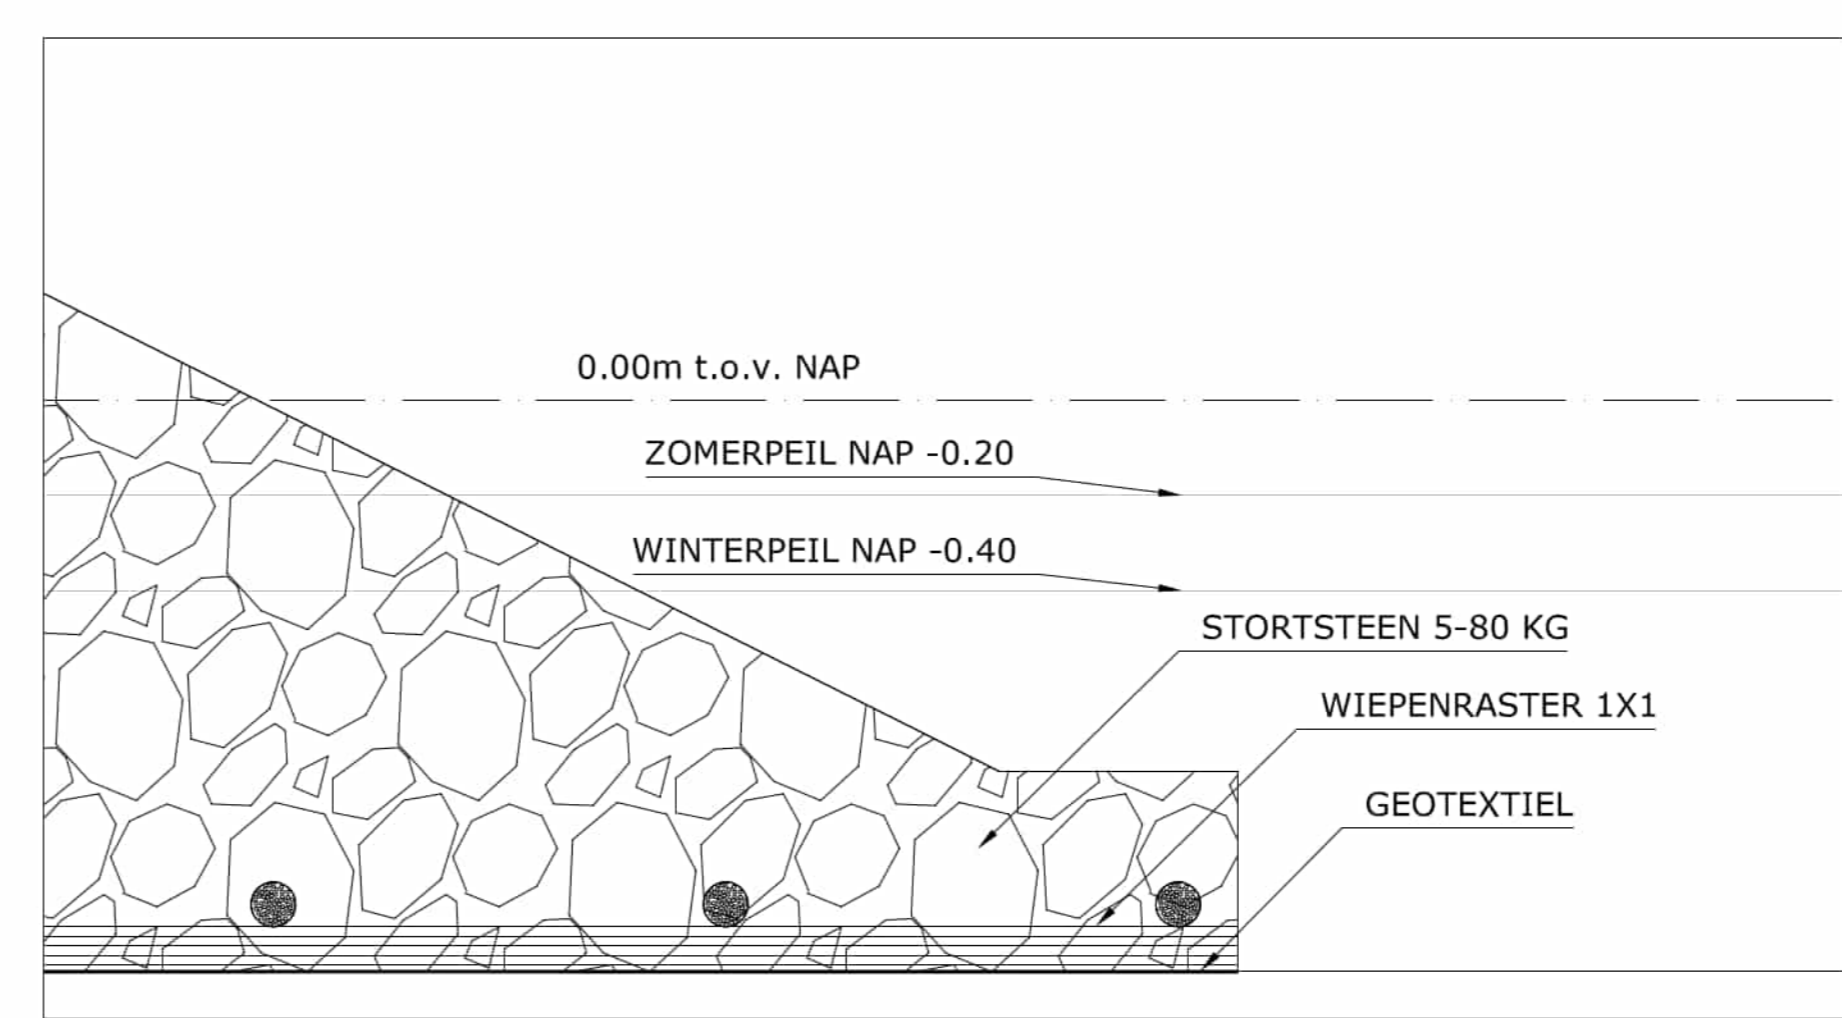 0.00m t.o.v. NAP
ZOMERPEIL NAP -0.20
WINTERPEIL NAP -0.40
STORTSTEEN 5-80 KG
WIEPENRASTER 1X1
GEOTEXTIEL